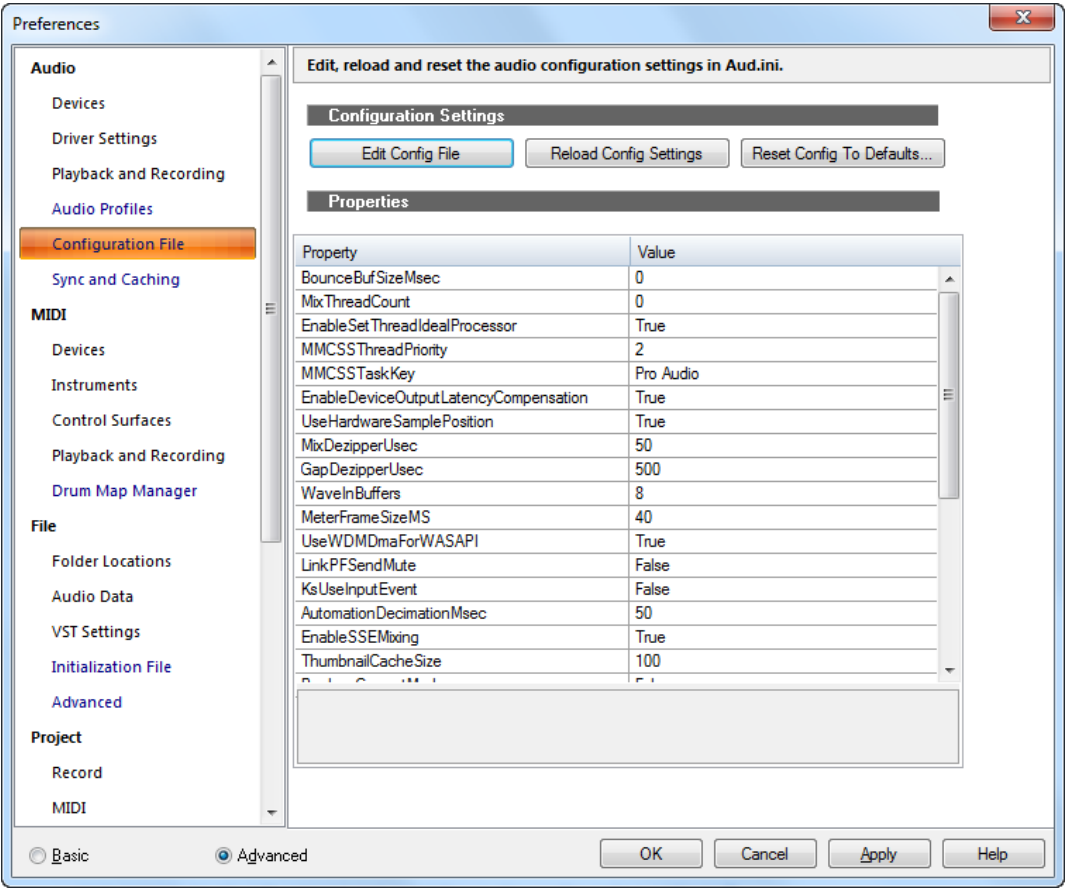 Preferences
Audio
Devices
Driver Settings
Playback and Recording
Audio Profiles
Configuration File
Sync and Caching
MIDI
Devices
Instruments
Control Surfaces
Playback and Recording
Drum Map Manager
File
Folder Locations
Audio Data
VST Settings
Initialization File
Advanced
Project
Record
MIDI
Edit, reload and reset the audio configuration settings in Aud.ini.
Configuration Settings
Edit Config File Reload Config Settings Reset Config To Defaults...
Properties
Property Value
BounceBufSizeMsec 0
MixThreadCount 0
EnableSetThreadIdealProcessor True
MMCSSThreadPriority 2
MMCSSTaskKey Pro Audio
EnableDeviceOutputLatencyCompensation True
UseHardwareSamplePosition True
MixDezipperUsec 50
GapDezipperUsec 500
WaveInBuffers 8
MeterFrameSizeMS 40
UseWDMDmaForWASAPI True
LinkPFSendMute False
KsUseInputEvent False
AutomationDecimationMsec 50
EnableSSEMixing True
ThumbnailCacheSize 100
Basic Advanced OK Cancel Apply Help